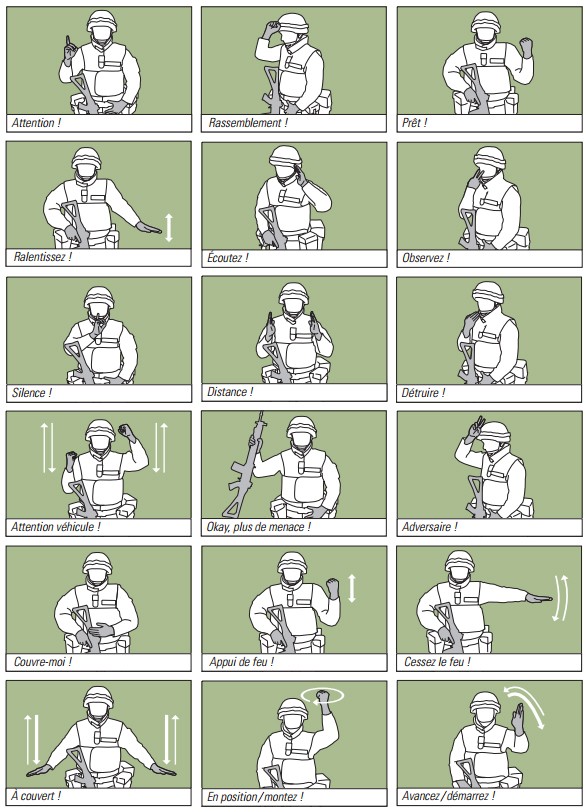 Attention !
Rassemblement !
Prêt !
Ralentissez !
Écoutez !
Observez !
Silence !
Distance !
Détruire !
Attention véhicule !
Okay, plus de menace !
Adversaire !
Couvre-moi !
Appui de feu !
Cessez le feu !
À couvert !
En position/montez !
Avancez/démarrez !